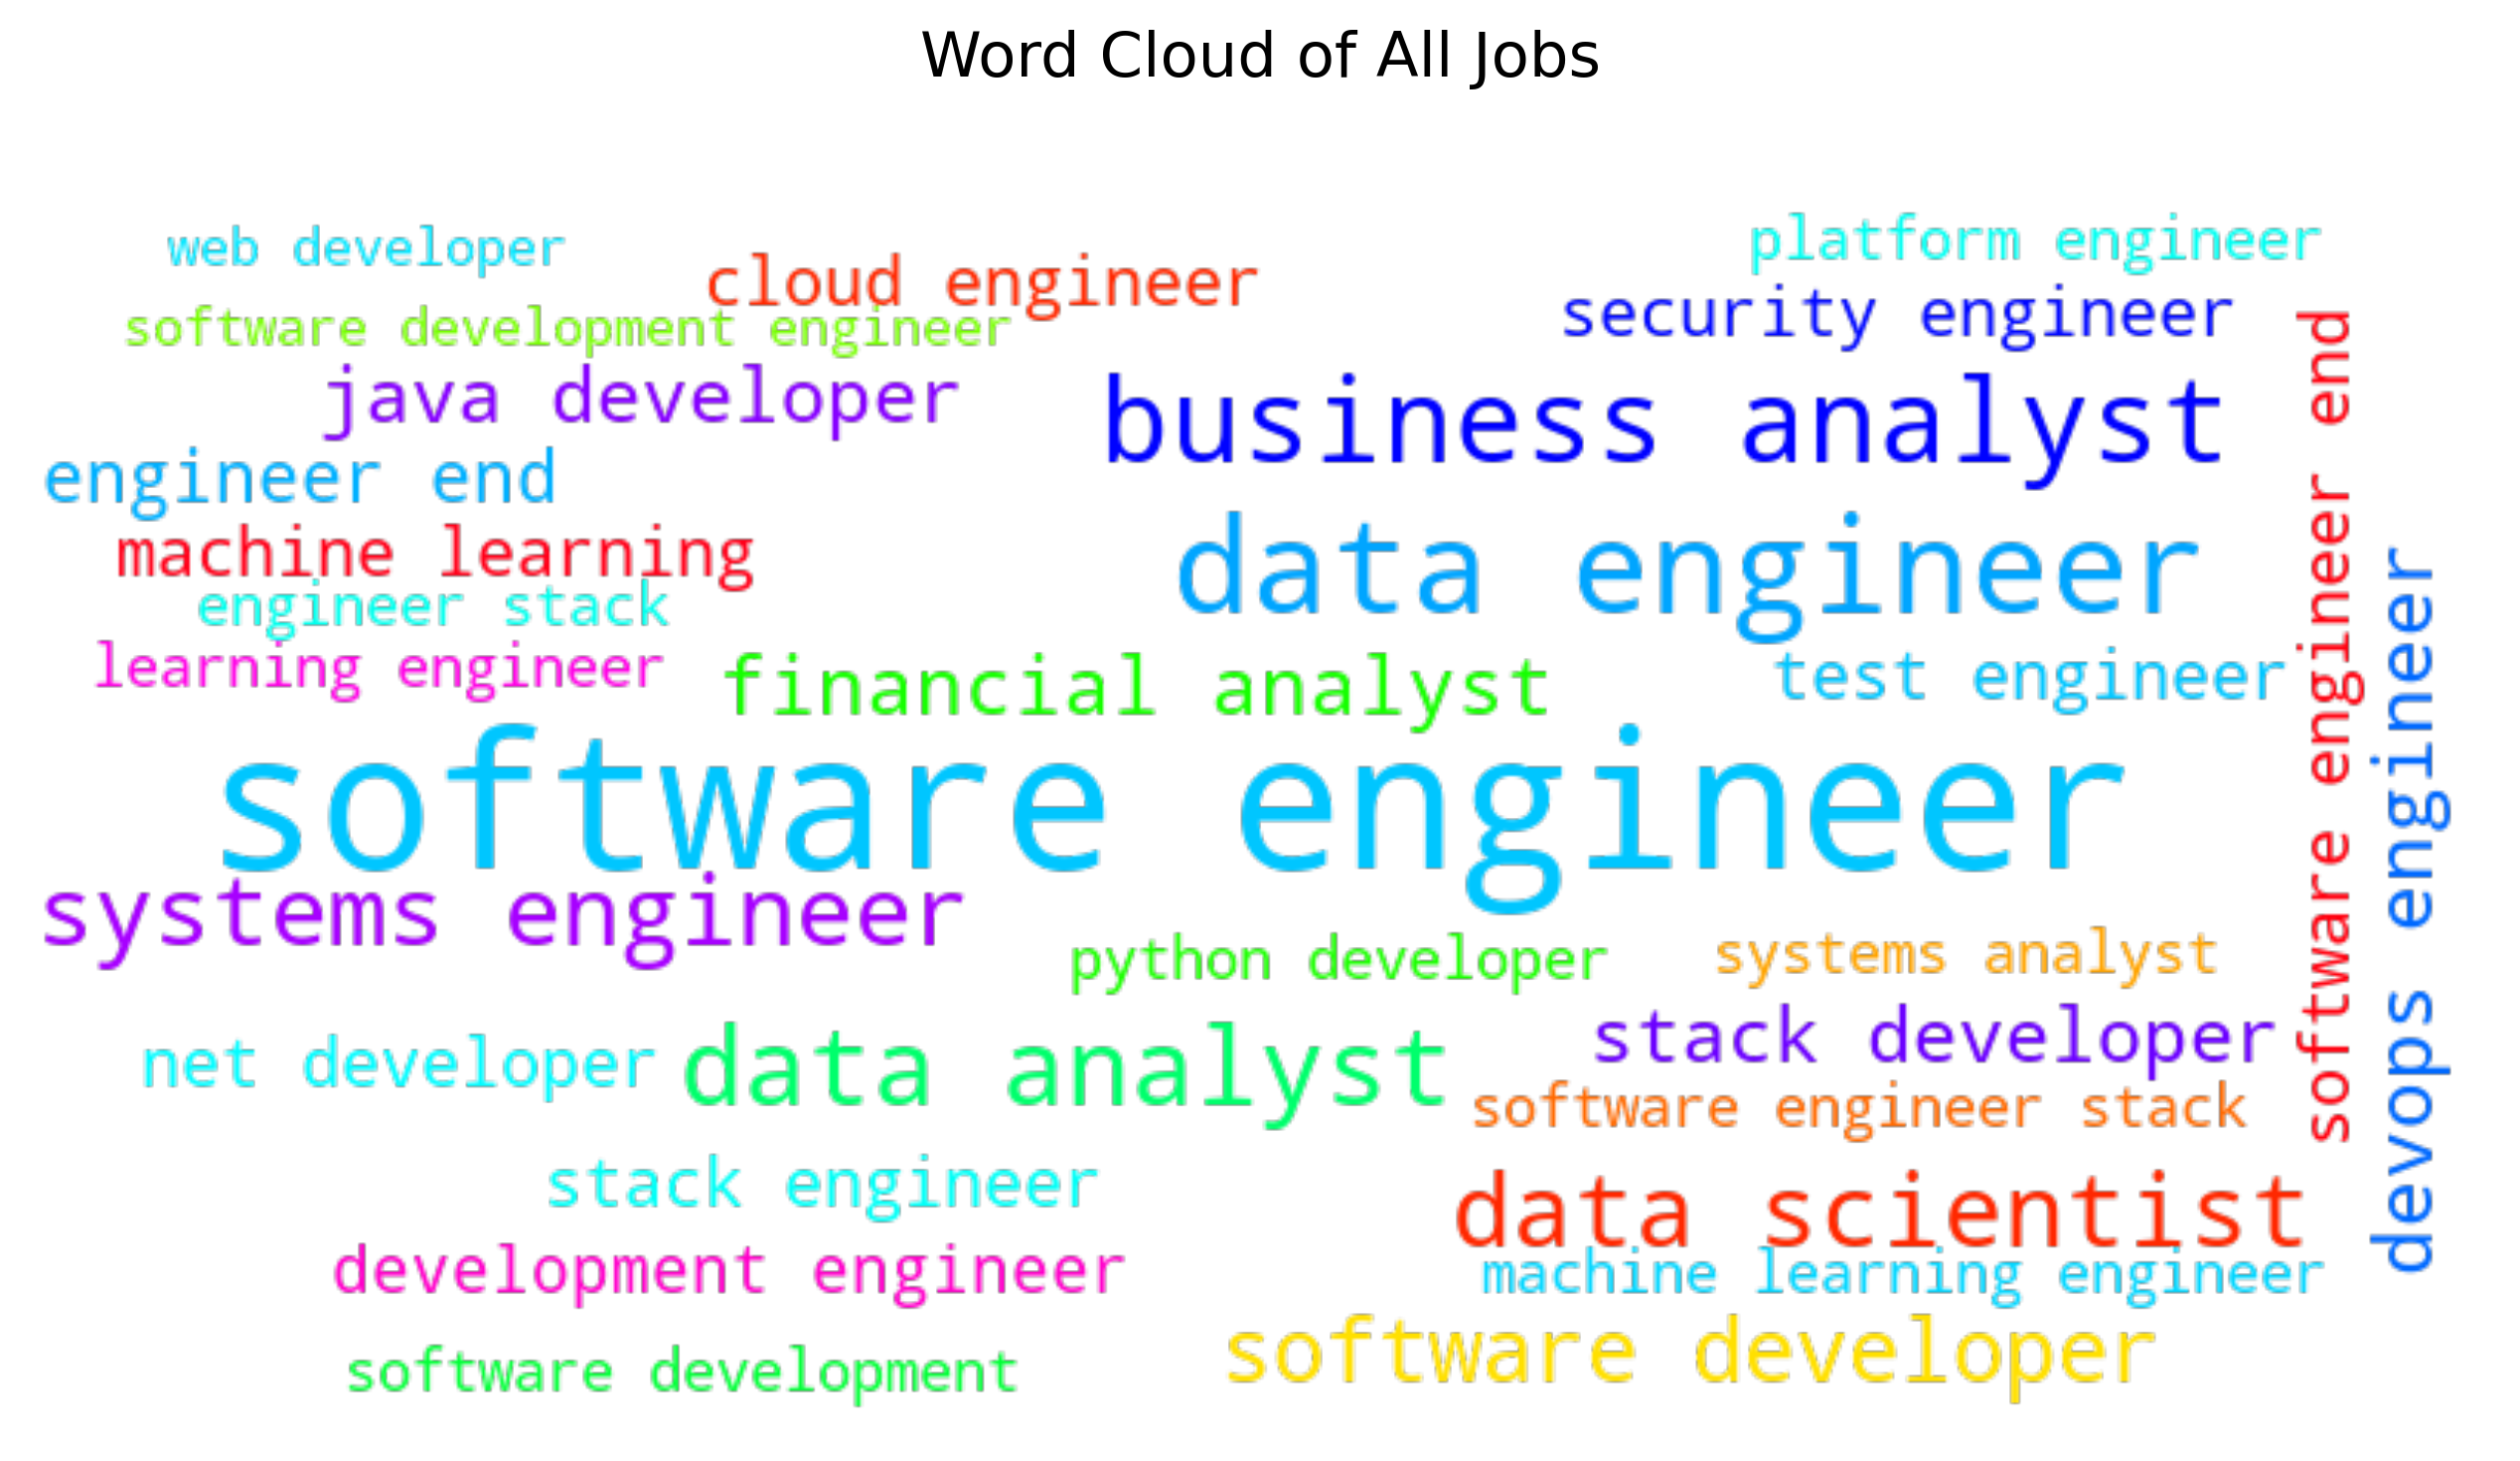 Word Cloud of All Jobs
web developer
platform engineer
cloud engineer
security engineer
software development engineer
java developer
business analyst
engineer end
machine learning
data engineer
engineer stack
learning engineer
financial analyst
test engineer
software engineer
software engineer end
devops engineer
systems engineer
python developer
systems analyst
net developer
data analyst
stack developer
software engineer stack
stack engineer
data scientist
development engineer
machine learning engineer
software development
software developer